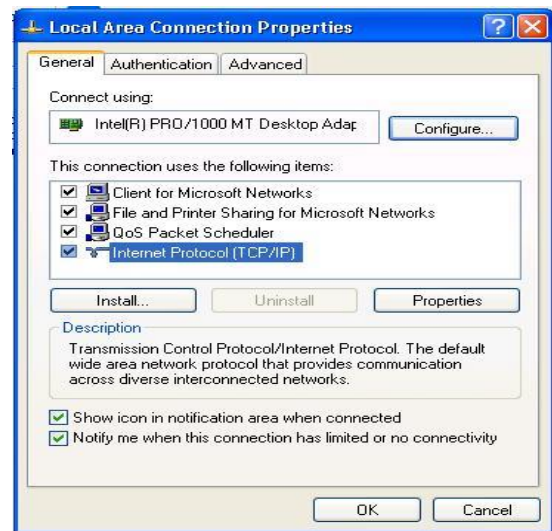 Local Area Connection Properties
General Authentication Advanced
Connect using:
Intel(R) PRO/1000 MT Desktop Adap
Configure...
This connection uses the following items:
Client for Microsoft Networks
File and Printer Sharing for Microsoft Networks
QoS Packet Scheduler
Internet Protocol (TCP/IP)
Install... Uninstall Properties
Description
Transmission Control Protocol/Internet Protocol. The default
wide area network protocol that provides communication
across diverse interconnected networks.
Show icon in notification area when connected
Notify me when this connection has limited or no connectivity
OK Cancel